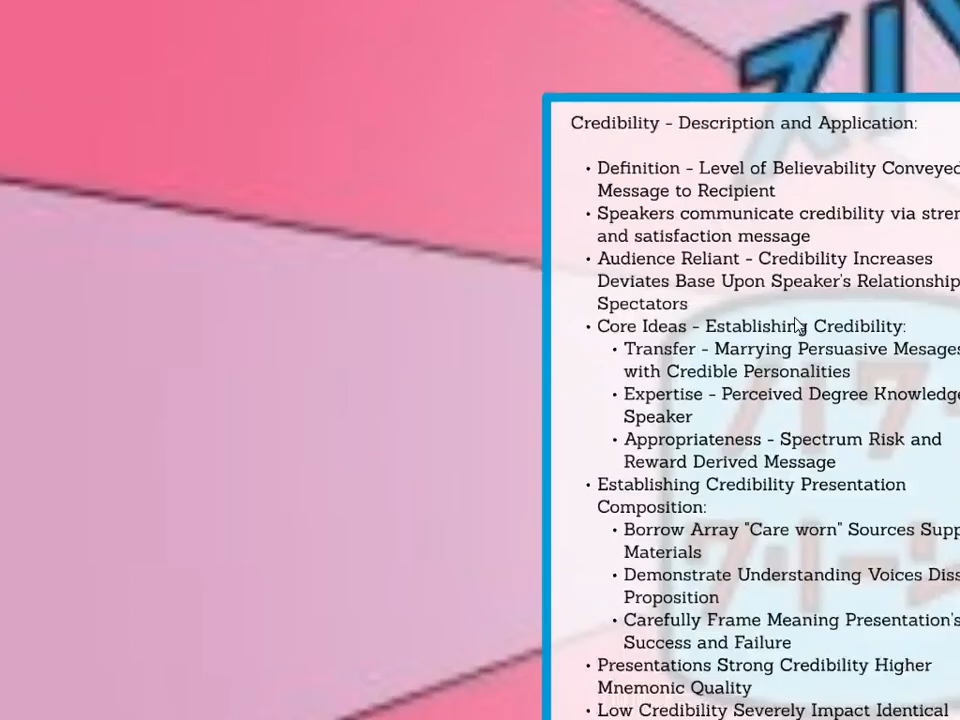 Credibility - Description and Application:
• Definition - Level of Believability Conveyed
Message to Recipient
• Speakers communicate credibility via
and satisfaction message
• Audience Reliant - Credibility Increases
Deviates Base Upon Speaker's Relationship
Spectators
• Core Ideas - Establishing Credibility:
• Transfer - Marrying Persuasive Mesages
with Credible Personalities
• Expertise - Perceived Degree Knowledge
Speaker
• Appropriateness - Spectrum Risk and
Reward Derived Message
• Establishing Credibility Presentation
Composition:
• Borrow Array "Care worn" Sources
Materials
• Demonstrate Understanding Voices
Proposition
• Carefully Frame Meaning Presentation's
Success and Failure
• Presentations Strong Credibility Higher
Mnemonic Quality
• Low Credibility Severely Impact Identical